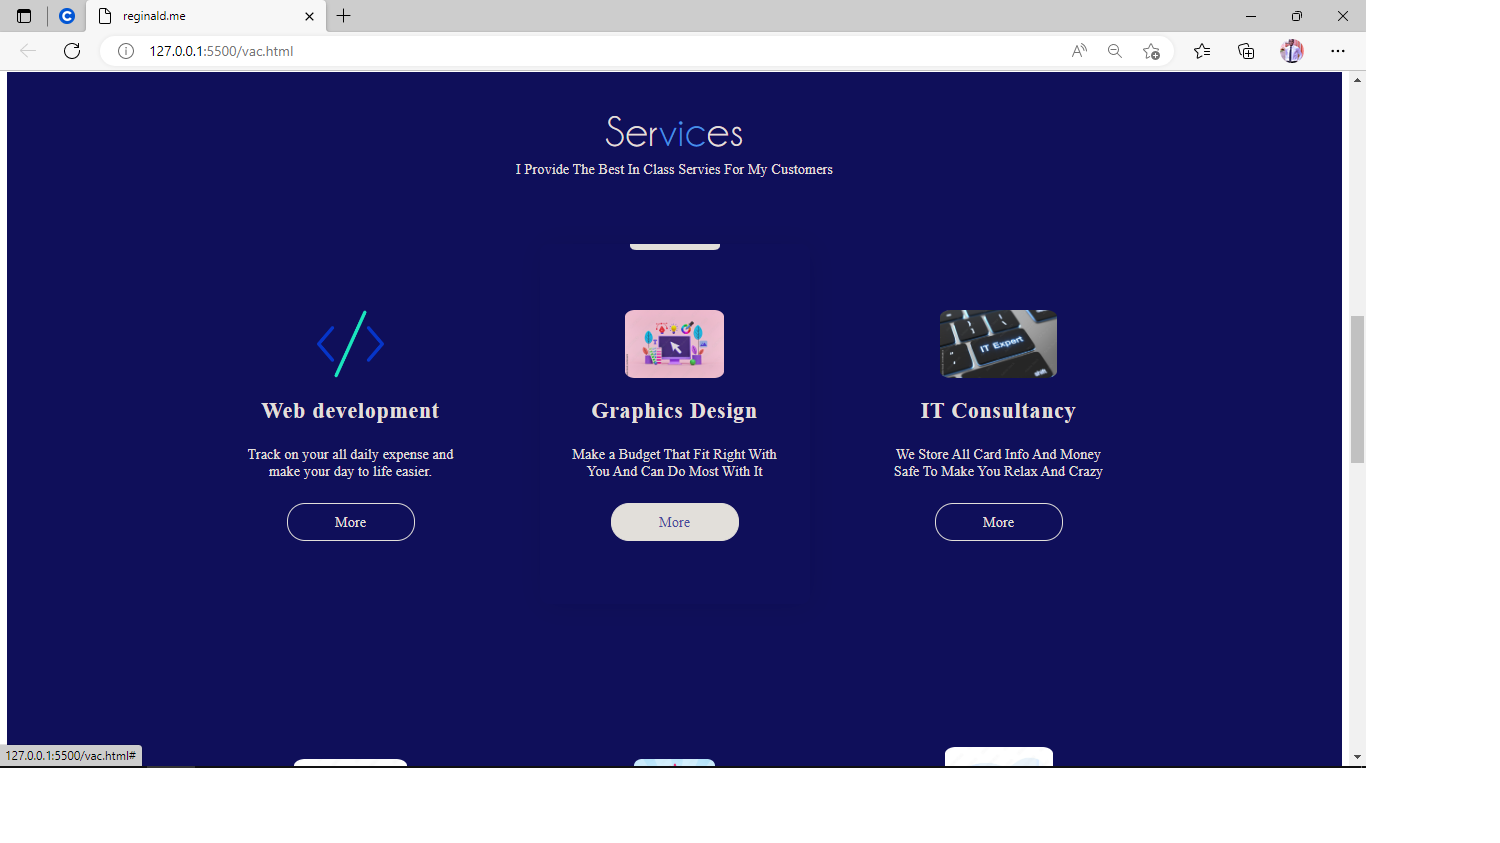 reginald.me
127.0.0.1:5500/vac.html
Services
I Provide The Best In Class Servies For My Customers
IT Expert
Web development
Graphics Design
IT Consultancy
Track on your all daily expense and
make your day to life easier.
Make a Budget That Fit Right With
You And Can Do Most With It
We Store All Card Info And Money
Safe To Make You Relax And Crazy
More
More
More
127.0.0.1:5500/vac.html#